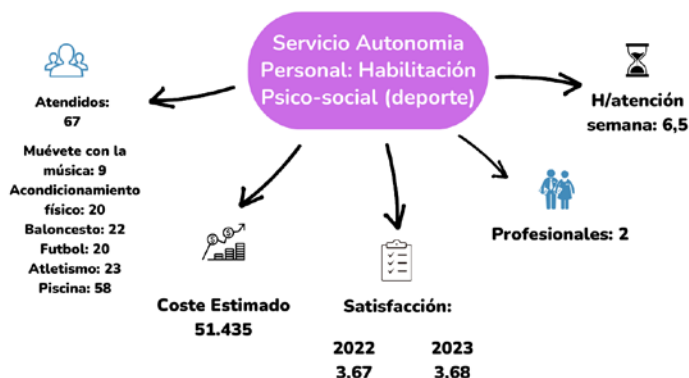 Servicio Autonomia
Personal: Habilitación
Psico-social (deporte)
Atendidos:
67
Muévete con la
música: 9
Acondicionamiento
físico: 20
Baloncesto: 22
Futbol: 20
Atletismo: 23
Piscina: 58
Coste Estimado
51.435
Satisfacción:
2022 2023
3,67 3,68
Profesionales: 2
H/atención
semana: 6,5